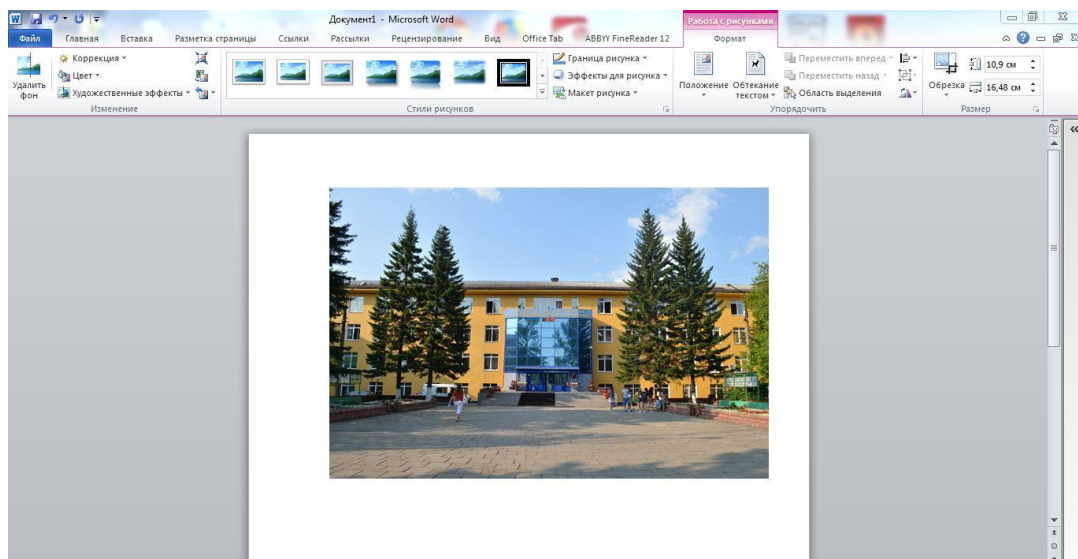 Документ1 - Microsoft Word
Работа с рисунками
Файл Главная Вставка Разметка страницы Ссылки Рассылки Рецензирование Вид Office Tab ABBYY FineReader 12 Формат
Удалить фон
Коррекция
Цвет
Художественные эффекты
Изменение
Стили рисунков
Граница рисунка
Эффекты для рисунка
Макет рисунка
Положение
Обтекание текстом
Переместить вперед
Переместить назад
Область выделения
Упорядочить
Обрезка
10,9 см
16,48 см
Размер